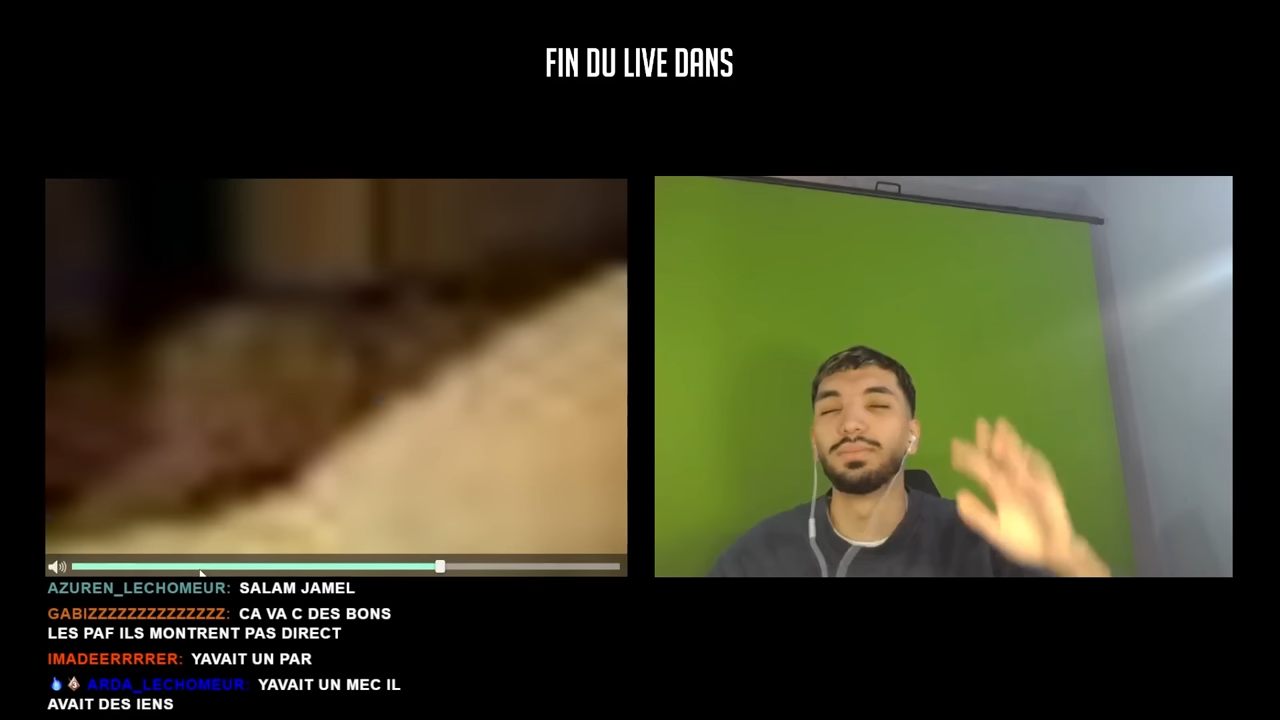 FIN DU LIVE DANS
AZUREN_LECHOMEUR: SALAM JAMEL
GABIZZZZZZZZZZZZZZ: CA VA C DES BONS
LES PAF ILS MONTRENT PAS DIRECT
IMADEERRRRER: YAVAIT UN PAR
ARDA_LECHOMEUR: YAVAIT UN MEC IL
AVAIT DES IENS